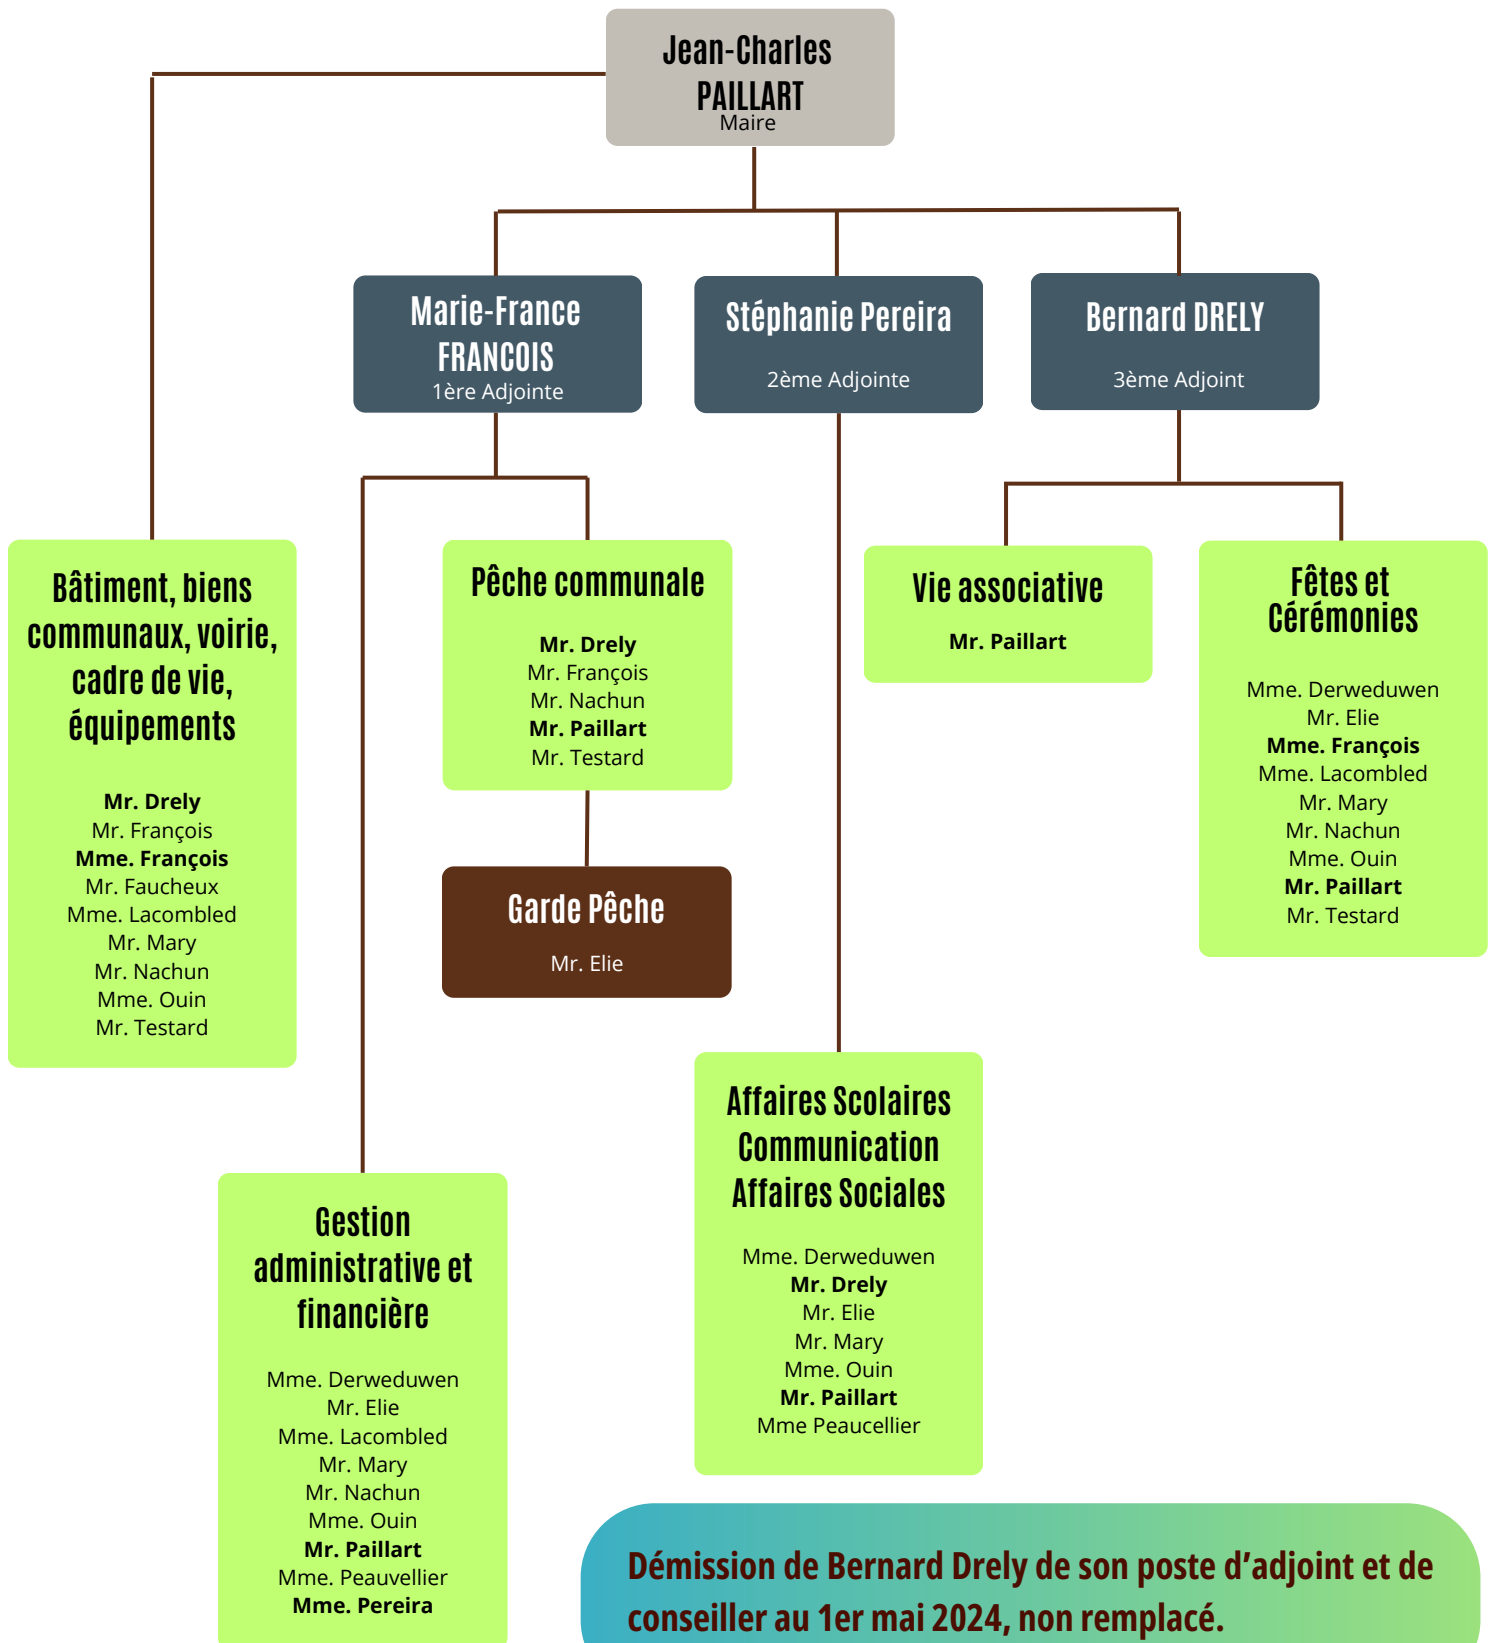 Jean-Charles
PAILLART
Maire
Marie-France
FRANCOIS
1ère Adjointe
Stéphanie Pereira
2ème Adjointe
Bernard DRELY
3ème Adjoint
Bâtiment, biens
communaux, voirie,
cadre de vie,
équipements
Mr. Drely
Mr. François
Mme. François
Mr. Faucheux
Mme. Lacombled
Mr. Mary
Mr. Nachun
Mme. Ouin
Mr. Testard
Pêche communale
Mr. Drely
Mr. François
Mr. Nachun
Mr. Paillart
Mr. Testard
Garde Pêche
Mr. Elie
Vie associative
Mr. Paillart
Fêtes et
Cérémonies
Mme. Derweduwen
Mr. Elie
Mme. François
Mme. Lacombled
Mr. Mary
Mr. Nachun
Mme. Ouin
Mr. Paillart
Mr. Testard
Gestion
administrative et
financière
Mme. Derweduwen
Mr. Elie
Mme. Lacombled
Mr. Mary
Mr. Nachun
Mme. Ouin
Mr. Paillart
Mme. Peauvellier
Mme. Pereira
Affaires Scolaires
Communication
Affaires Sociales
Mme. Derweduwen
Mr. Drely
Mr. Elie
Mr. Mary
Mme. Ouin
Mr. Paillart
Mme Peaucellier
Démission de Bernard Drely de son poste d’adjoint et de
conseiller au 1er mai 2024, non remplacé.